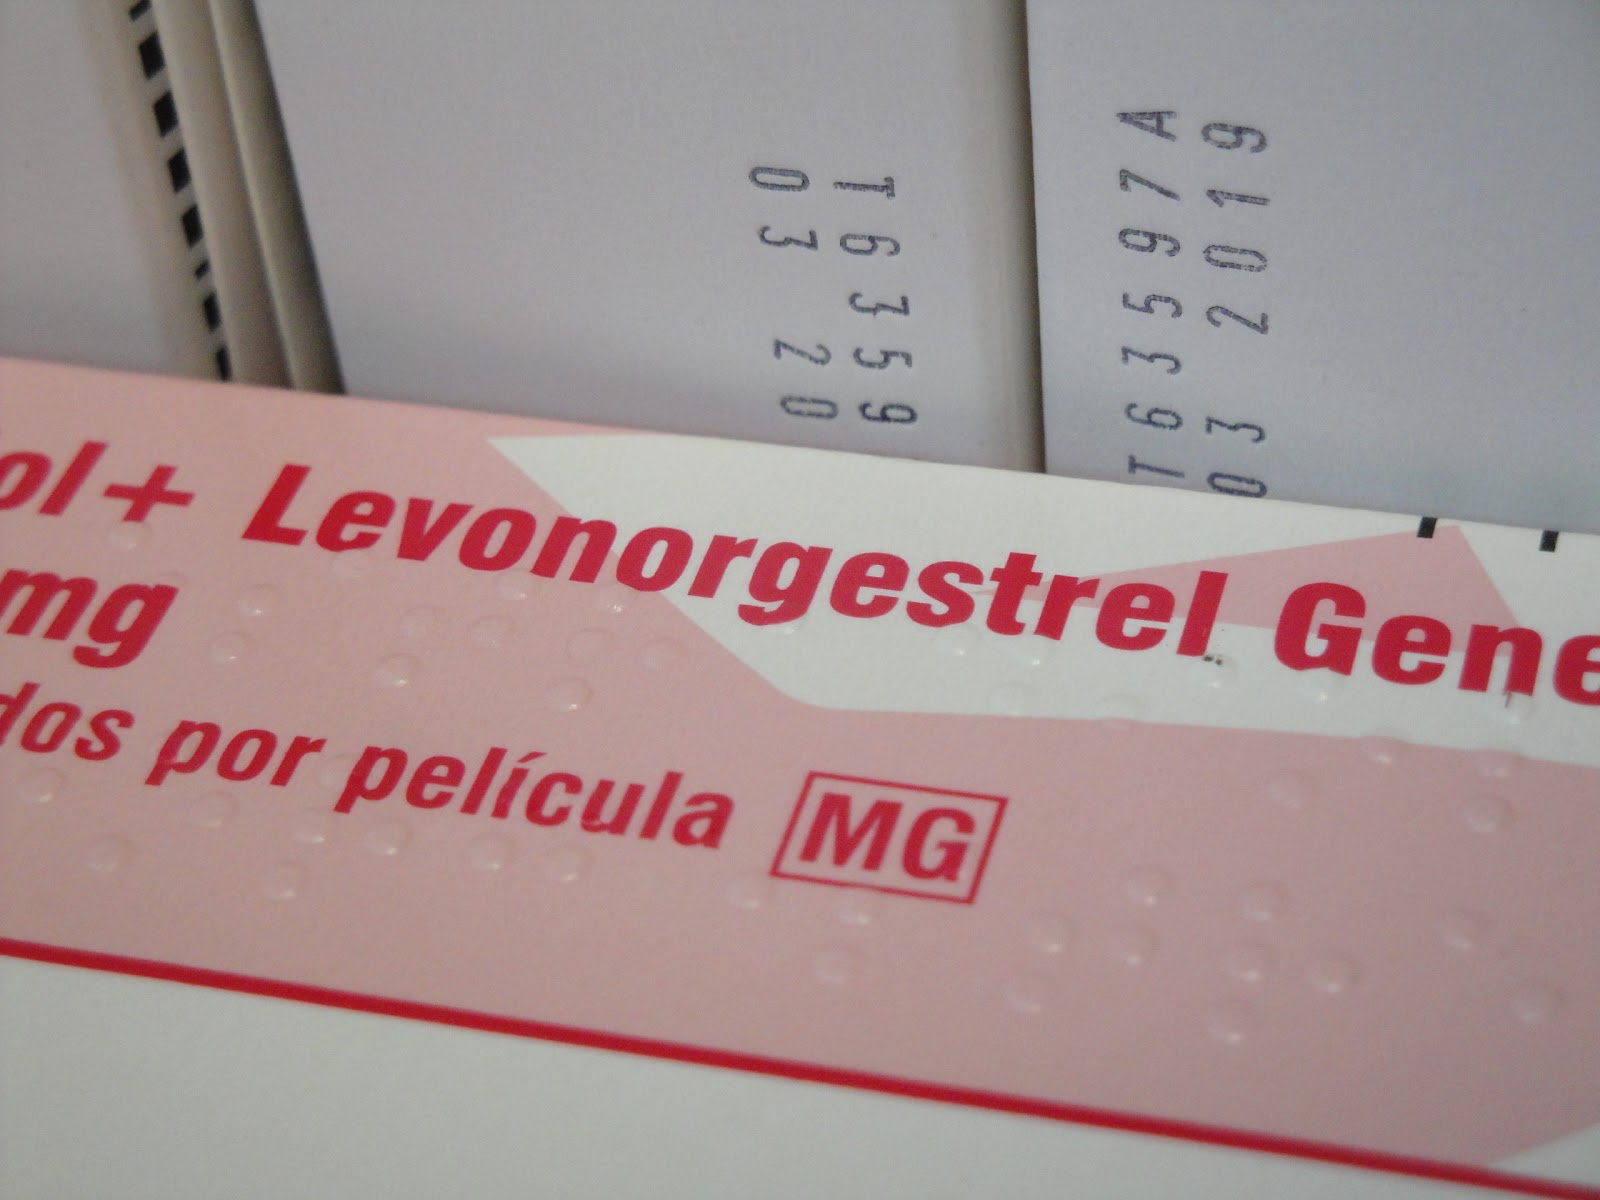 T6359
03 20
T63597A
03 2019
ol + Levonorgestrel Gene
mg
dos por película MG